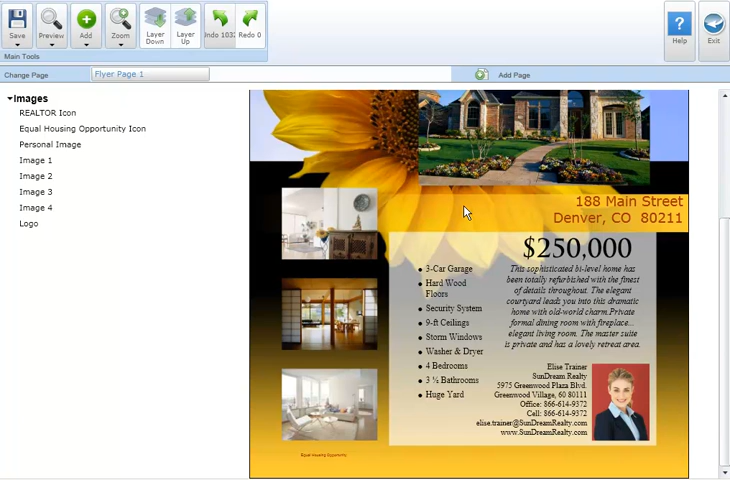 Save
Preview
Add
Zoom
Layer Down
Layer Up
Indo 103
Redo 0
Help
Exit
Main Tools
Change Page
Flyer Page 1
Add Page
Images
REALTOR Icon
Equal Housing Opportunity Icon
Personal Image
Image 1
Image 2
Image 3
Image 4
Logo
188 Main Street
Denver, CO 80211
$250,000
• 3-Car Garage
• Hard Wood
Floors
• Security System
• 9-ft Ceilings
• Storm Windows
• Washer & Dryer
• 4 Bedrooms
• 3 ½ Bathrooms
• Huge Yard
This sophisticated bi-level home has
been totally refurbished with the finest
of details throughout. The elegant
courtyard leads you into this dramatic
home with old-world charm.Private
formal dining room with fireplace...
elegant living room. The master suite
is private and has a lovely retreat area.
Elise Trainer
SunDream Realty
5975 Greenwood Plaza Blvd.
Greenwood Village, 60 80111
Office: 866-614-9372
Cell: 866-614-9372
elise.trainer@SunDreamRealty.com
www.SunDreamRealty.com
Equal Housing Opportunity